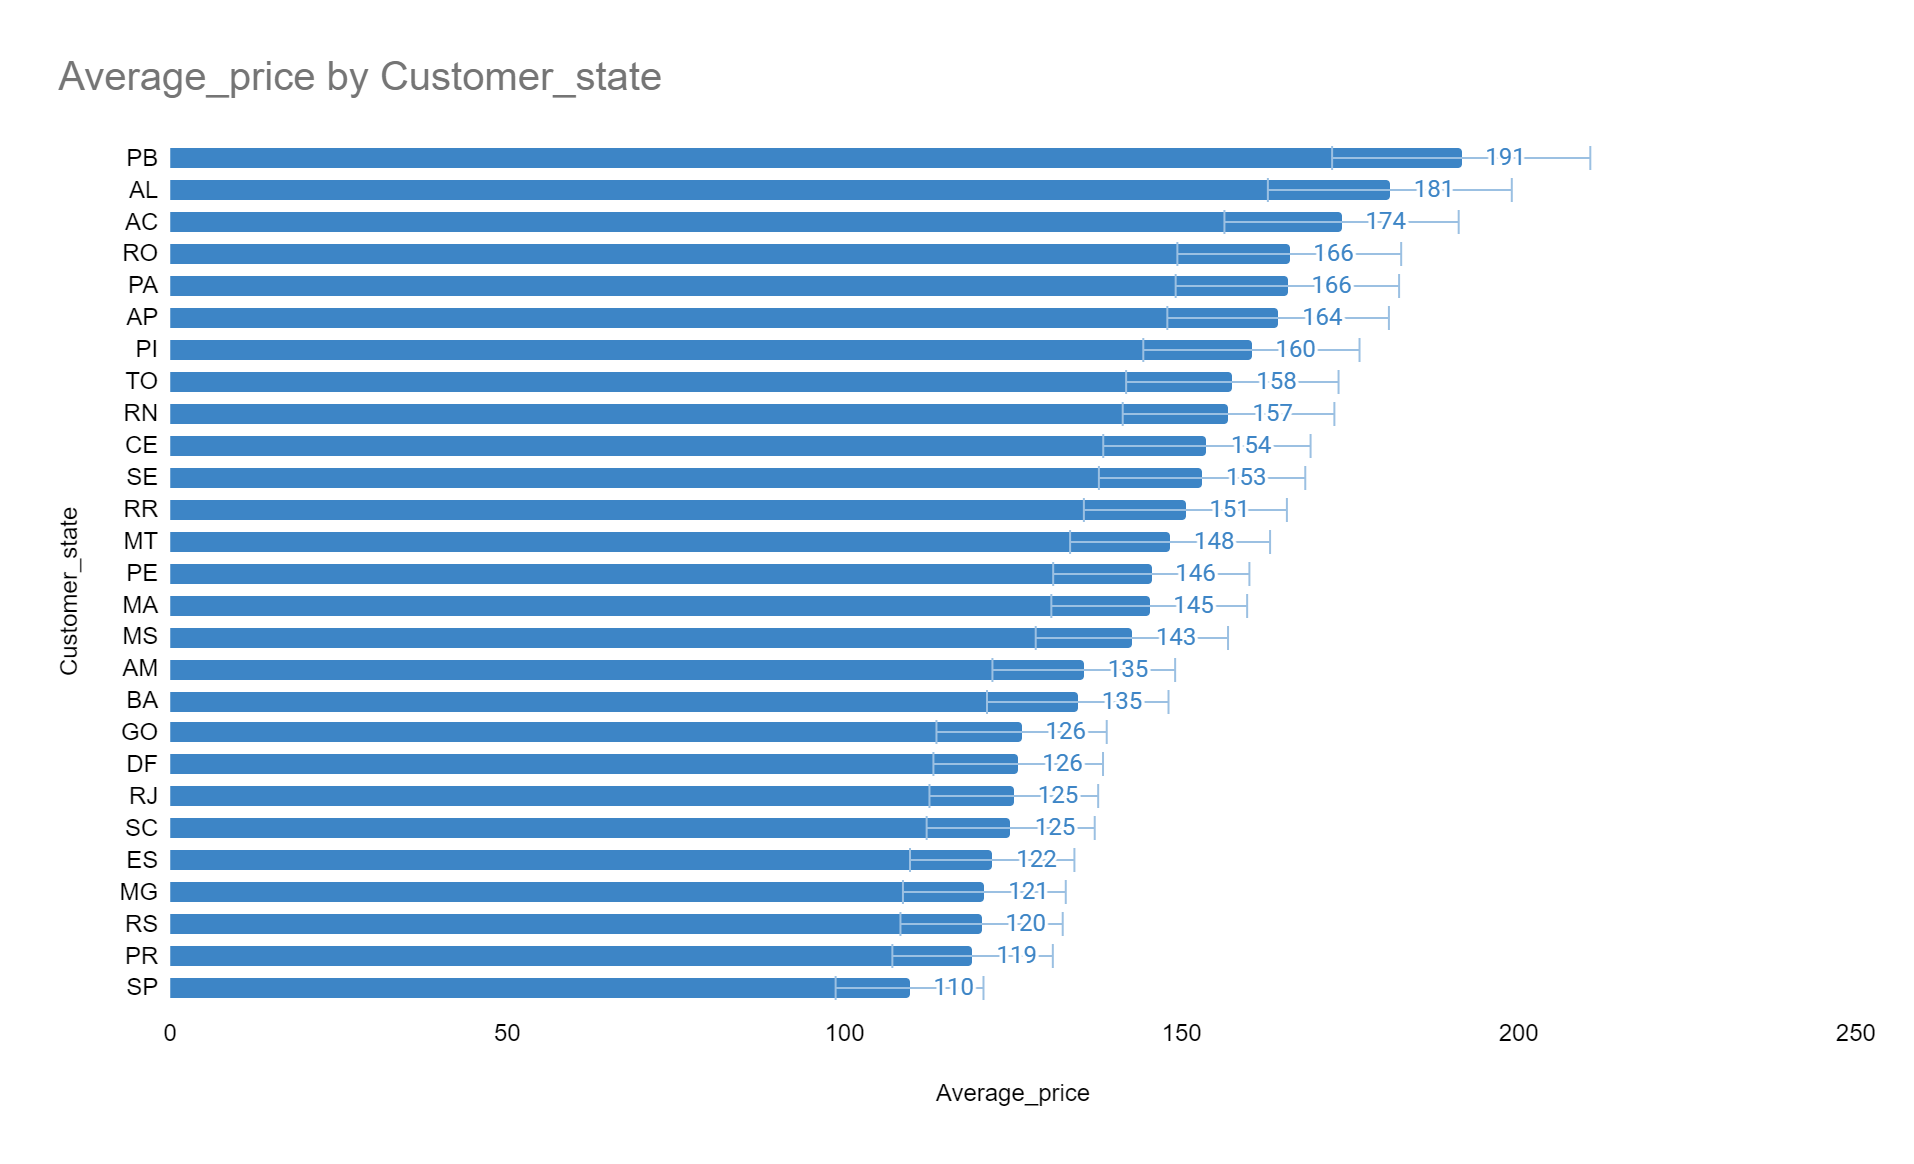 Average_price by Customer_state
Customer_state
PB 191
AL 181
AC 174
RO 166
PA 166
AP 164
PI 160
TO 158
RN 157
CE 154
SE 153
RR 151
MT 148
PE 146
MA 145
MS 143
AM 135
BA 135
GO 126
DF 126
RJ 125
SC 125
ES 122
MG 121
RS 120
PR 119
SP 110
0 50 100 150 200 250
Average_price